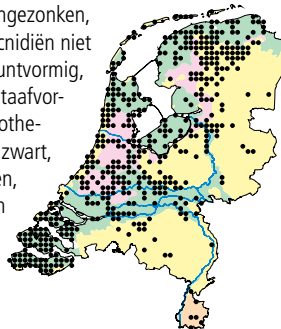 ngezonken,
cnidiën niet
untvormig,
taafvor-
othe-
zwart,
en,
n